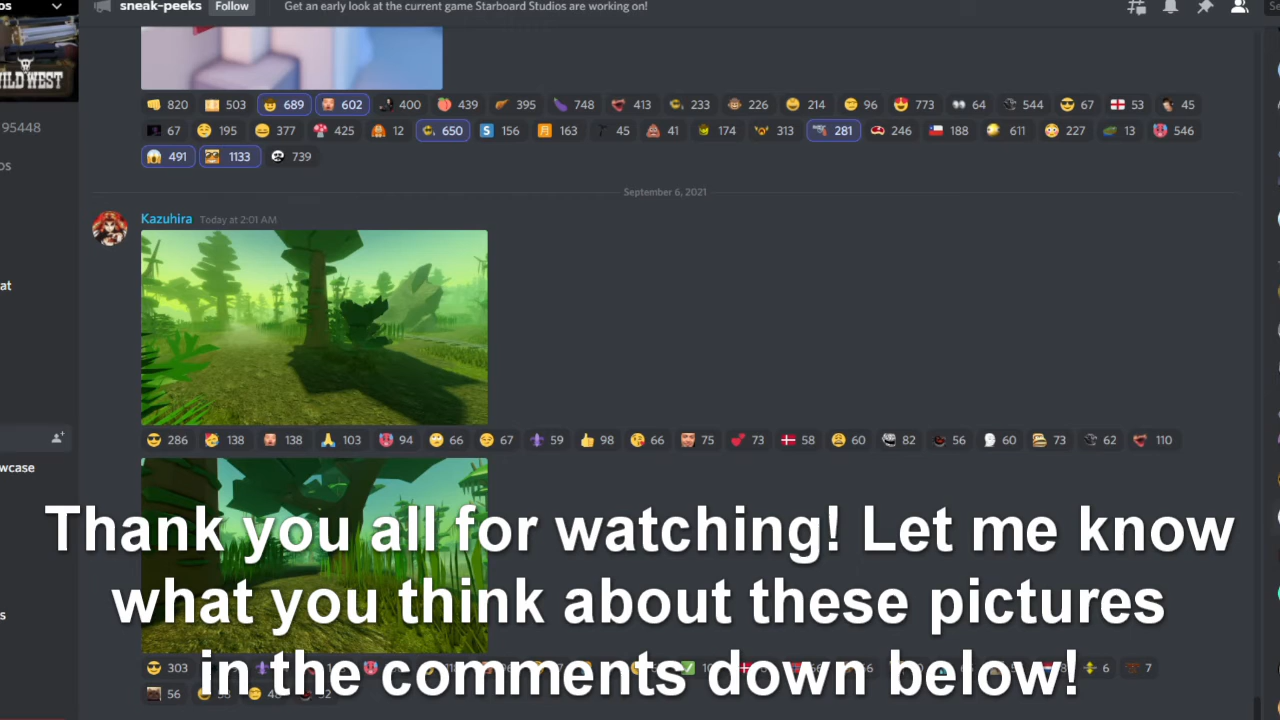 os
sneak-peeks Follow Get an early look at the current game Starboard Studios are working on!
WILD WEST
820 503 689 602 400 439 395 748 413 233 226 214 96 773 64 544 67 53 45
95448
67 195 377 425 12 650 156 163 45 41 174 313 281 246 188 611 227 13 546
os
491 1133 739
September 6, 2021
Kazuhira Today at 2:01 AM
at
286 138 138 103 94 66 67 59 98 66 75 73 58 60 82 56 60 73 62 110
wcase
Thank you all for watching! Let me know
what you think about these pictures
s
in the comments down below!
303 6 7
56